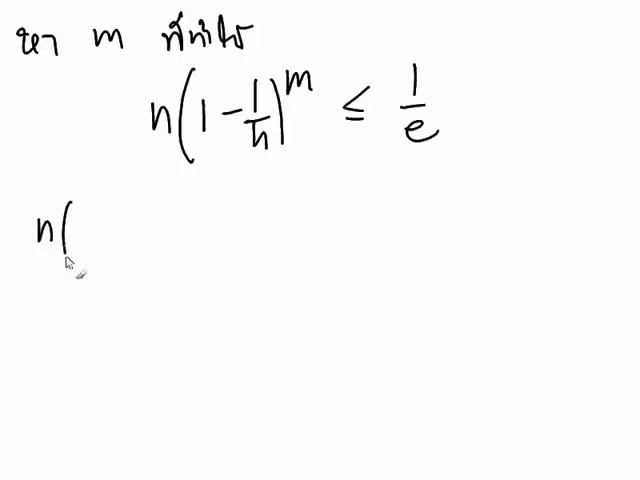 หา m ที่ทำให้
n(1 - 1/n)^m ≤ 1/e
n(